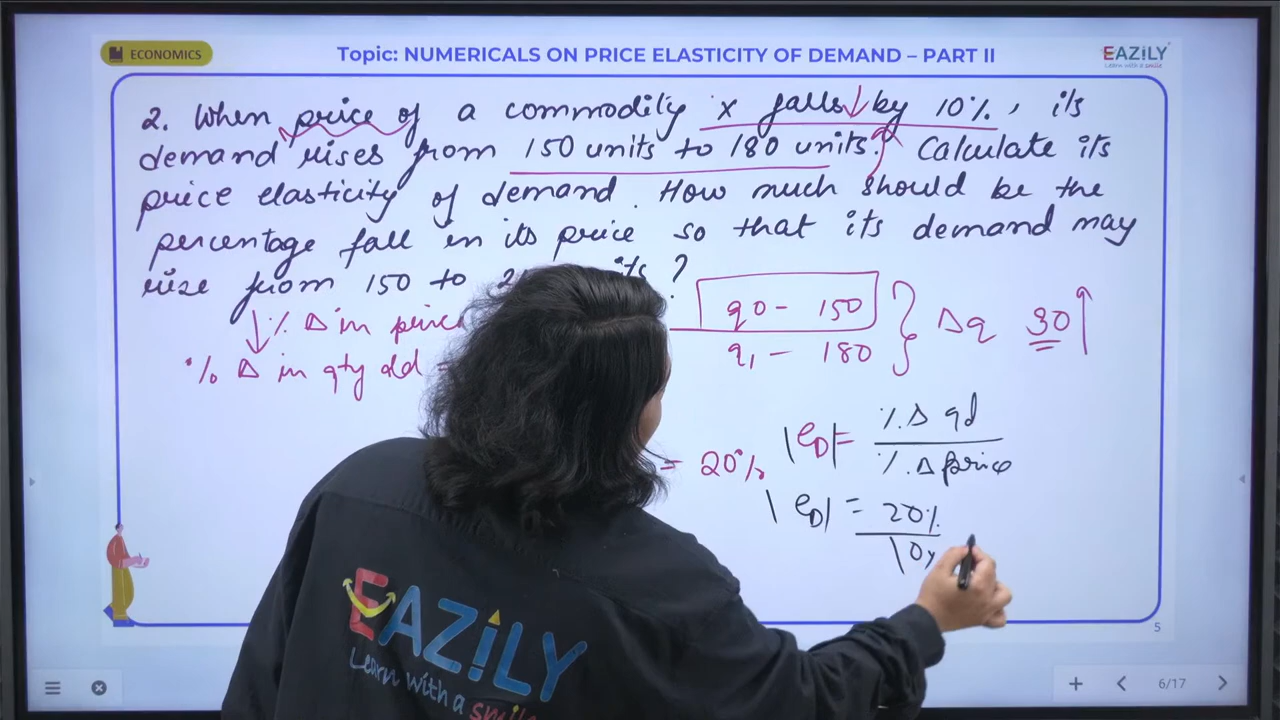 ECONOMICS
Topic: NUMERICALS ON PRICE ELASTICITY OF DEMAND – PART II
EAZiLY
Learn with a smile
2. When price of a commodity x falls ↓ by 10%, its
demand rises from 150 units to 180 units. Calculate its
price elasticity of demand. How much should be the
percentage fall in its price so that its demand may
rise from 150 to
?
↓ % Δ in price
q0 - 150
Δq 30 ↑
q1 - 180
% Δ in qty dd =
|eD| = % Δ qd
% Δ price
= 20%
|eD| = 20%
10%
EAZiLY
Learn with a smile
5
6/17